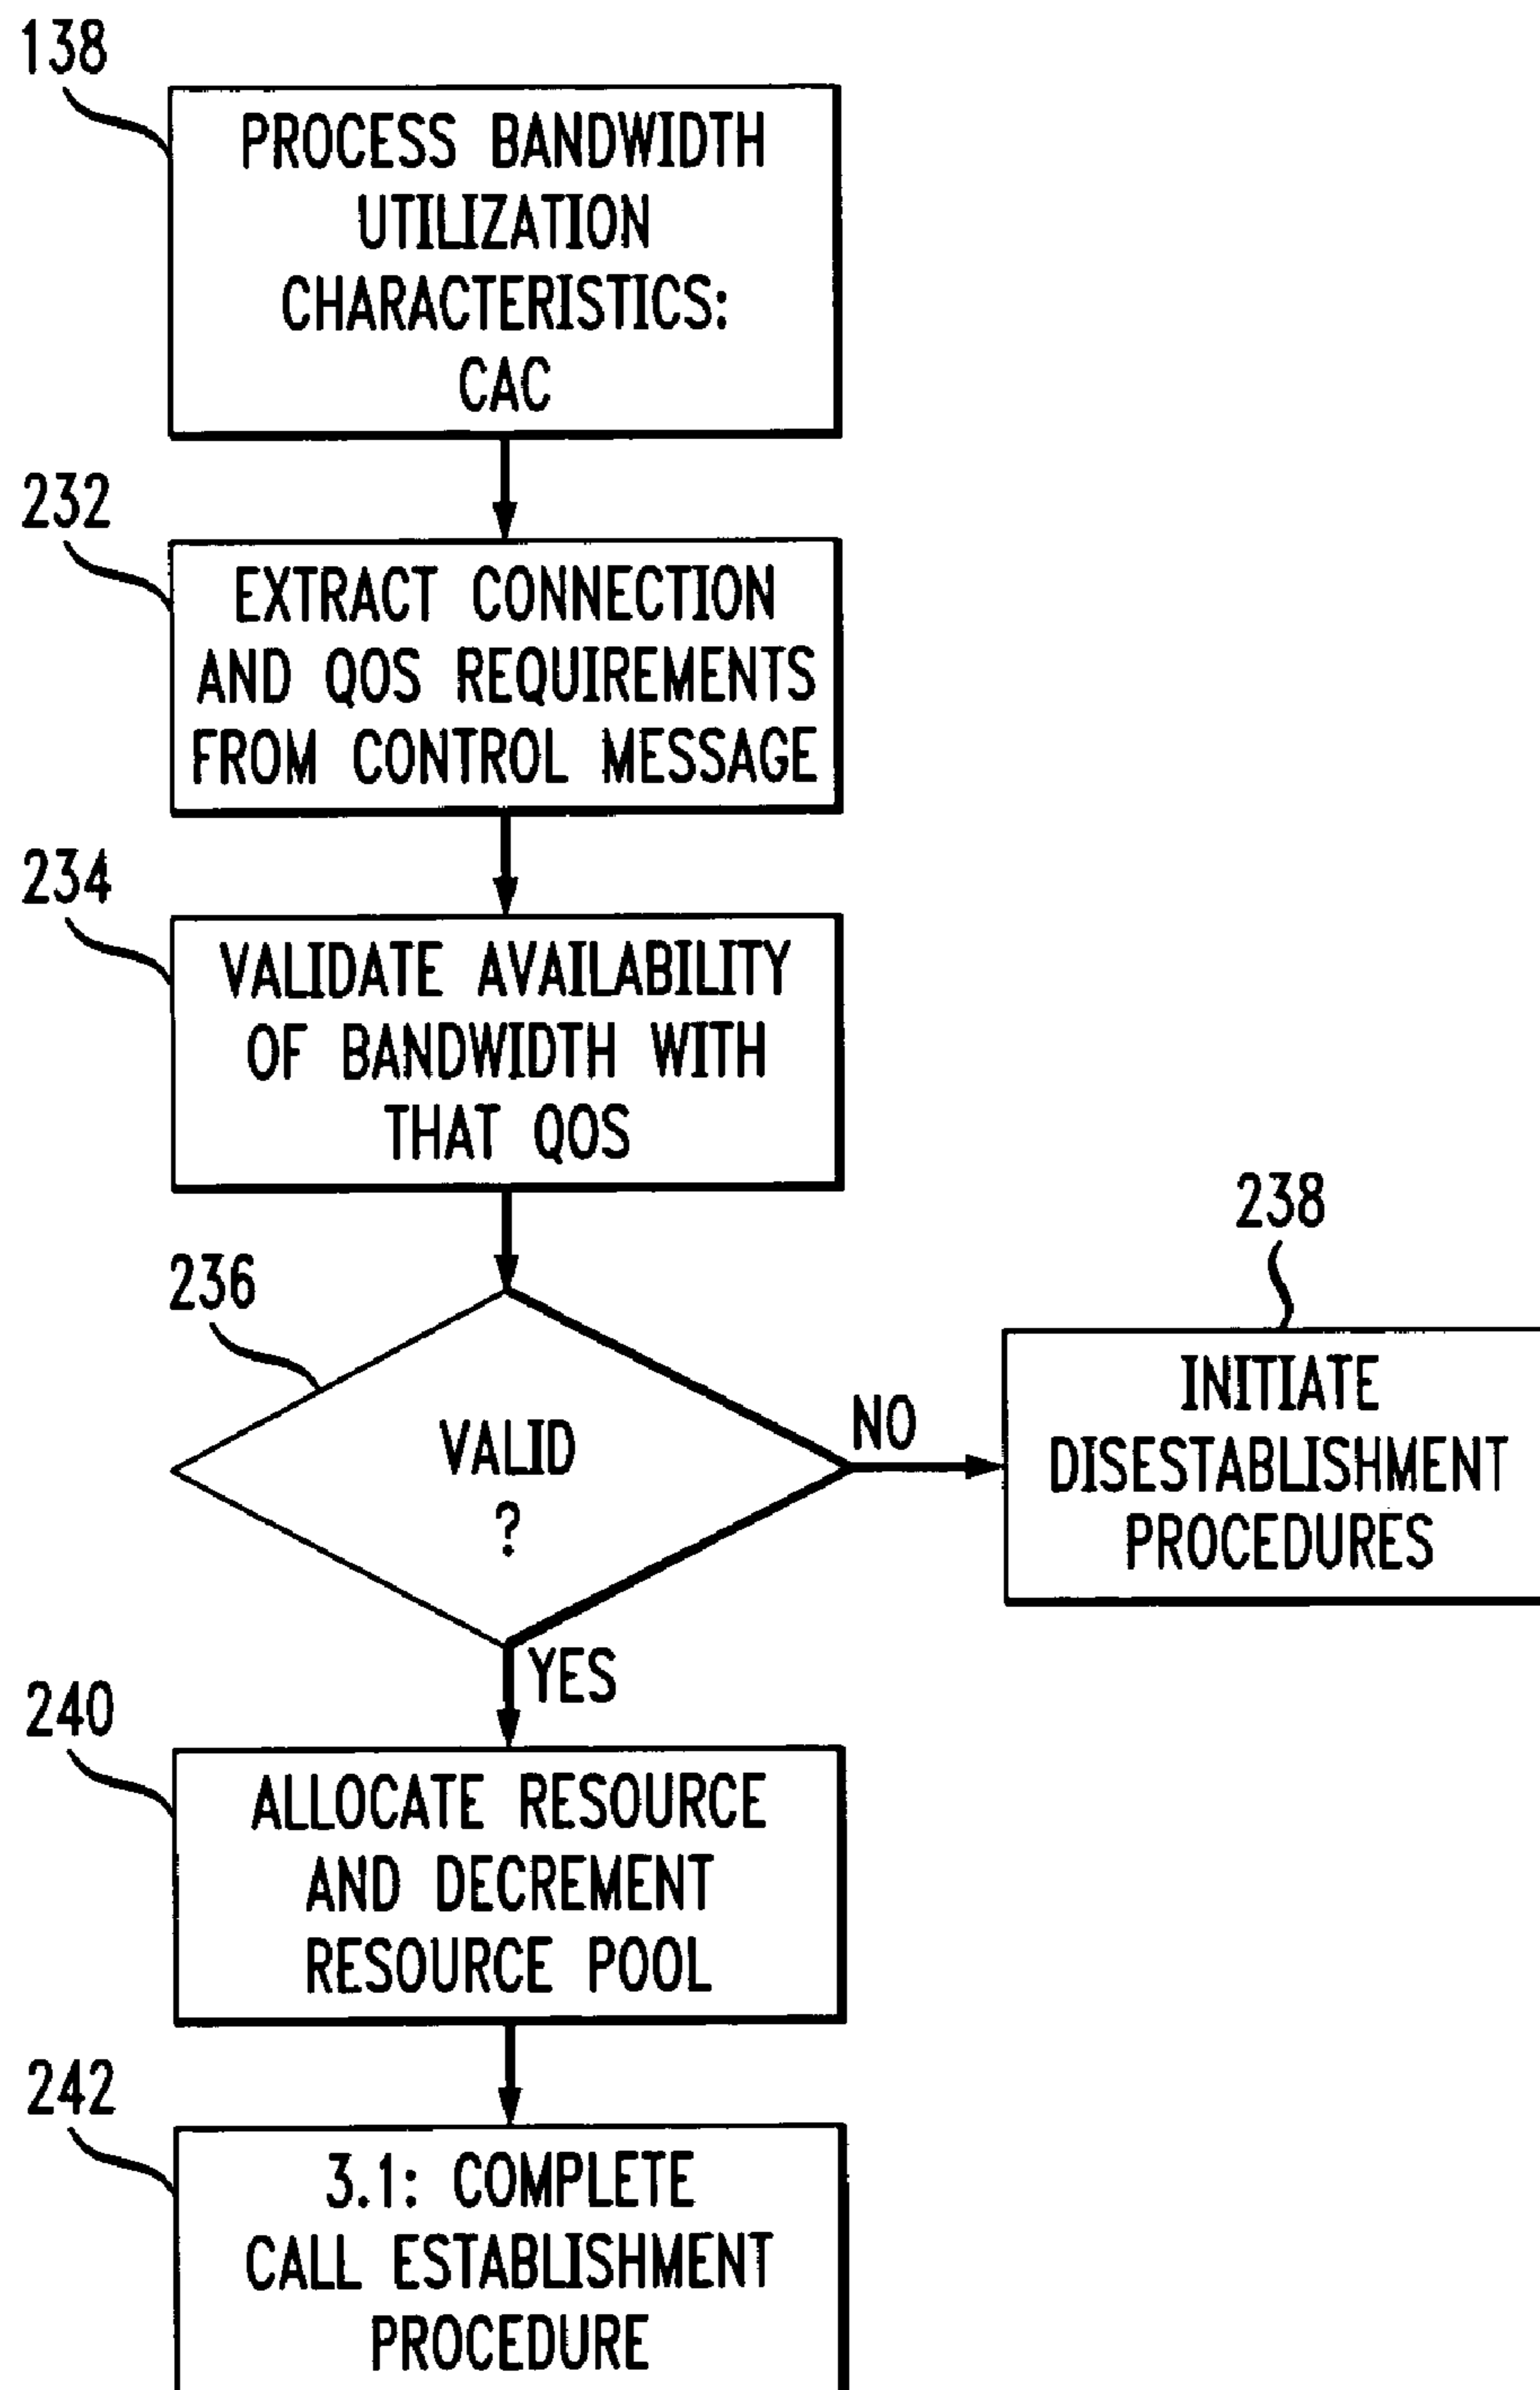 138
PROCESS BANDWIDTH
UTILIZATION
CHARACTERISTICS:
CAC
232
EXTRACT CONNECTION
AND QOS REQUIREMENTS
FROM CONTROL MESSAGE
234
VALIDATE AVAILABILITY
OF BANDWIDTH WITH
THAT QOS
236
VALID
?
NO
238
INITIATE
DISESTABLISHMENT
PROCEDURES
YES
240
ALLOCATE RESOURCE
AND DECREMENT
RESOURCE POOL
242
3.1: COMPLETE
CALL ESTABLISHMENT
PROCEDURE